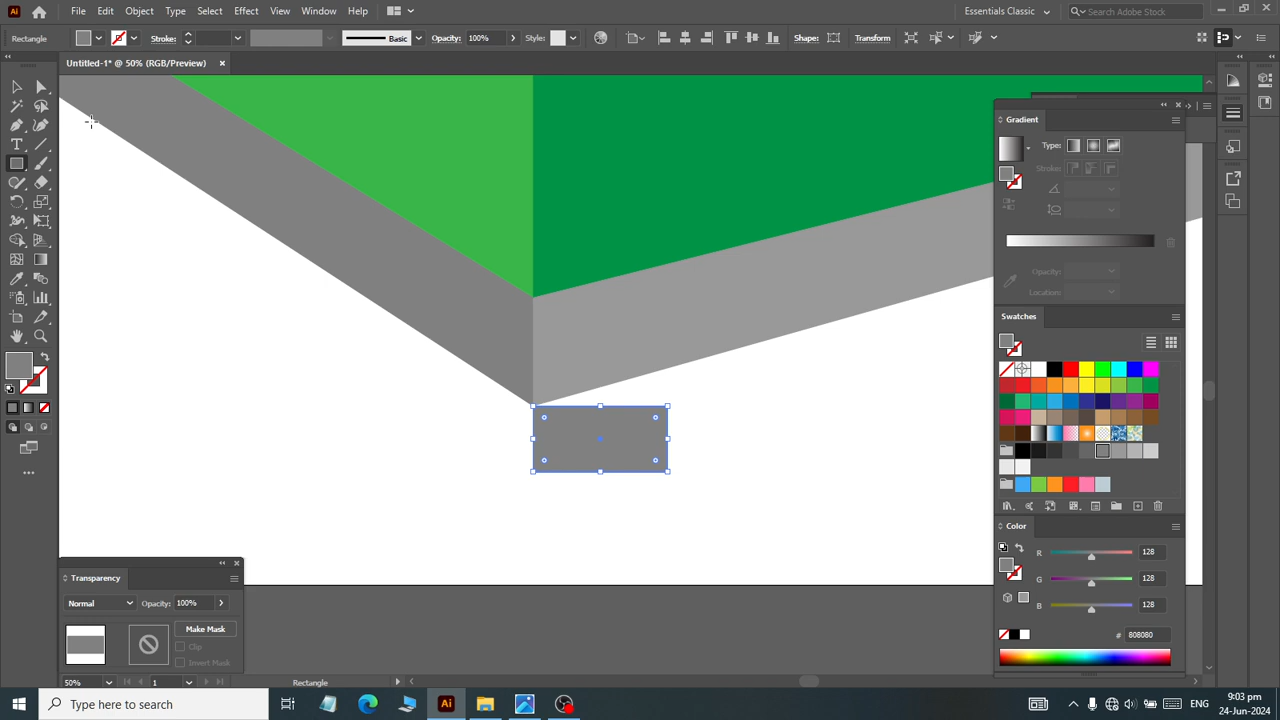 Ai File Edit Object Type Select Effect View Window Help Essentials Classic Search Adobe Stock
Rectangle Stroke: Basic Opacity: 100% Style: Shape: Transform
Untitled-1* @ 50% (RGB/Preview)
Gradient
Type:
Strokes:
Opacity:
Location:
Swatches
Color
R 128
G 128
B 128
# 808080
Transparency
Normal Opacity: 100%
Make Mask
Clip
Invert Mask
50% 1 Rectangle
Type here to search Ai ENG 9:03 pm
24-Jun-2024